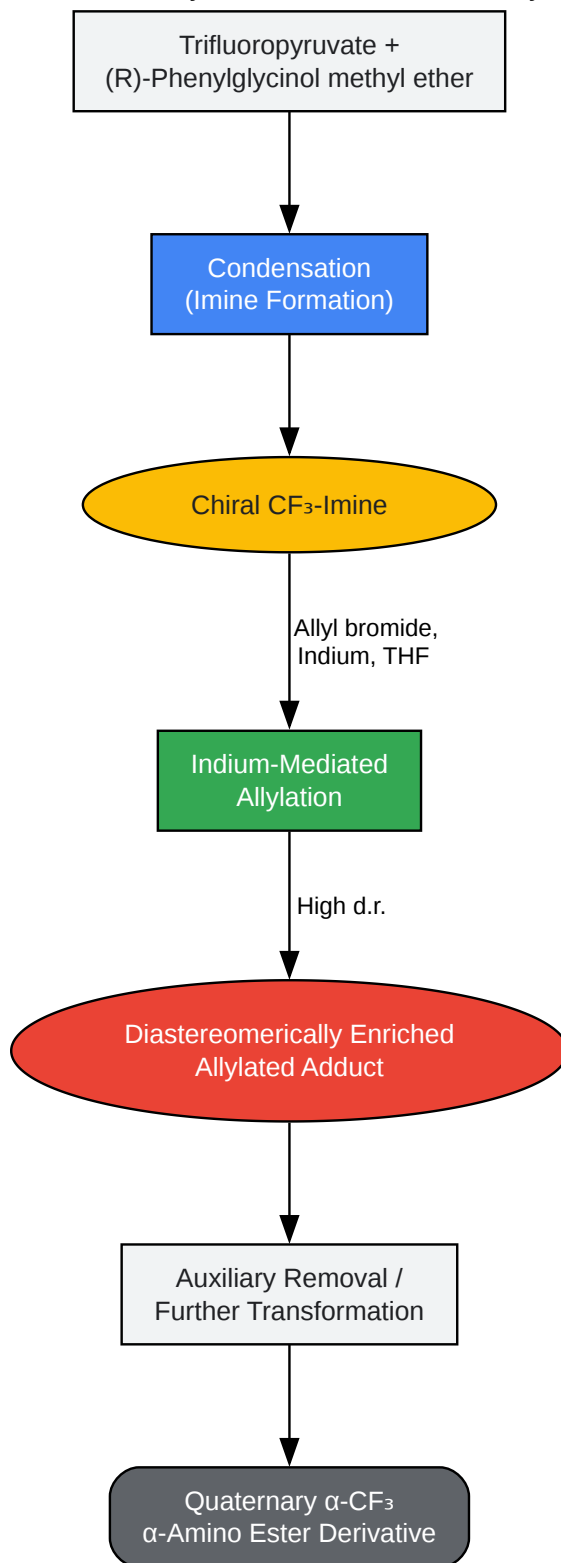 Trifluoropyruvate +
(R)-Phenylglycinol methyl ether
Condensation
(Imine Formation)
Chiral CF₃-Imine
Allyl bromide,
Indium, THF
Indium-Mediated
Allylation
High d.r.
Diastereomerically Enriched
Allylated Adduct
Auxiliary Removal /
Further Transformation
Quaternary α-CF₃
α-Amino Ester Derivative